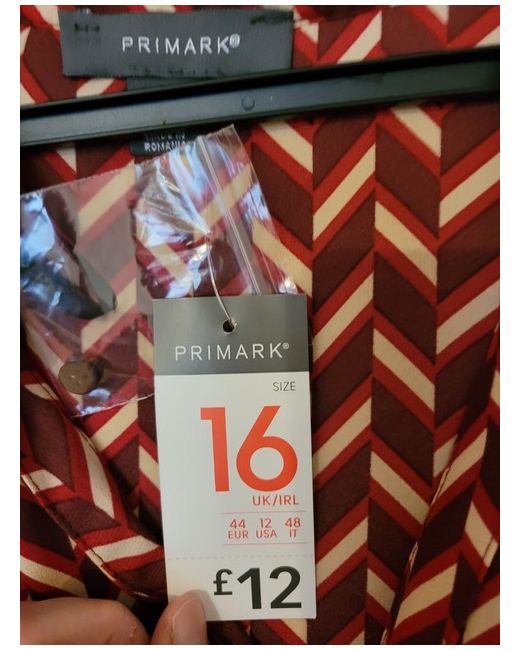 PRIMARK®
MADE IN
ROMANIA
PRIMARK®
SIZE
16
UK/IRL
44 12 48
EUR USA IT
£12